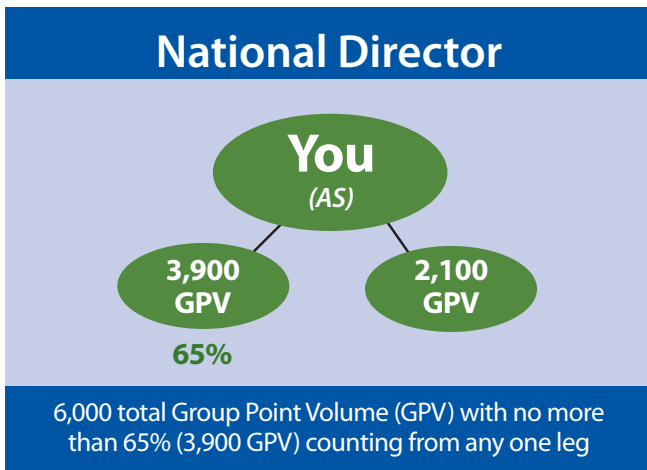 National Director
You
(AS)
3,900
GPV
2,100
GPV
65%
6,000 total Group Point Volume (GPV) with no more
than 65% (3,900 GPV) counting from any one leg